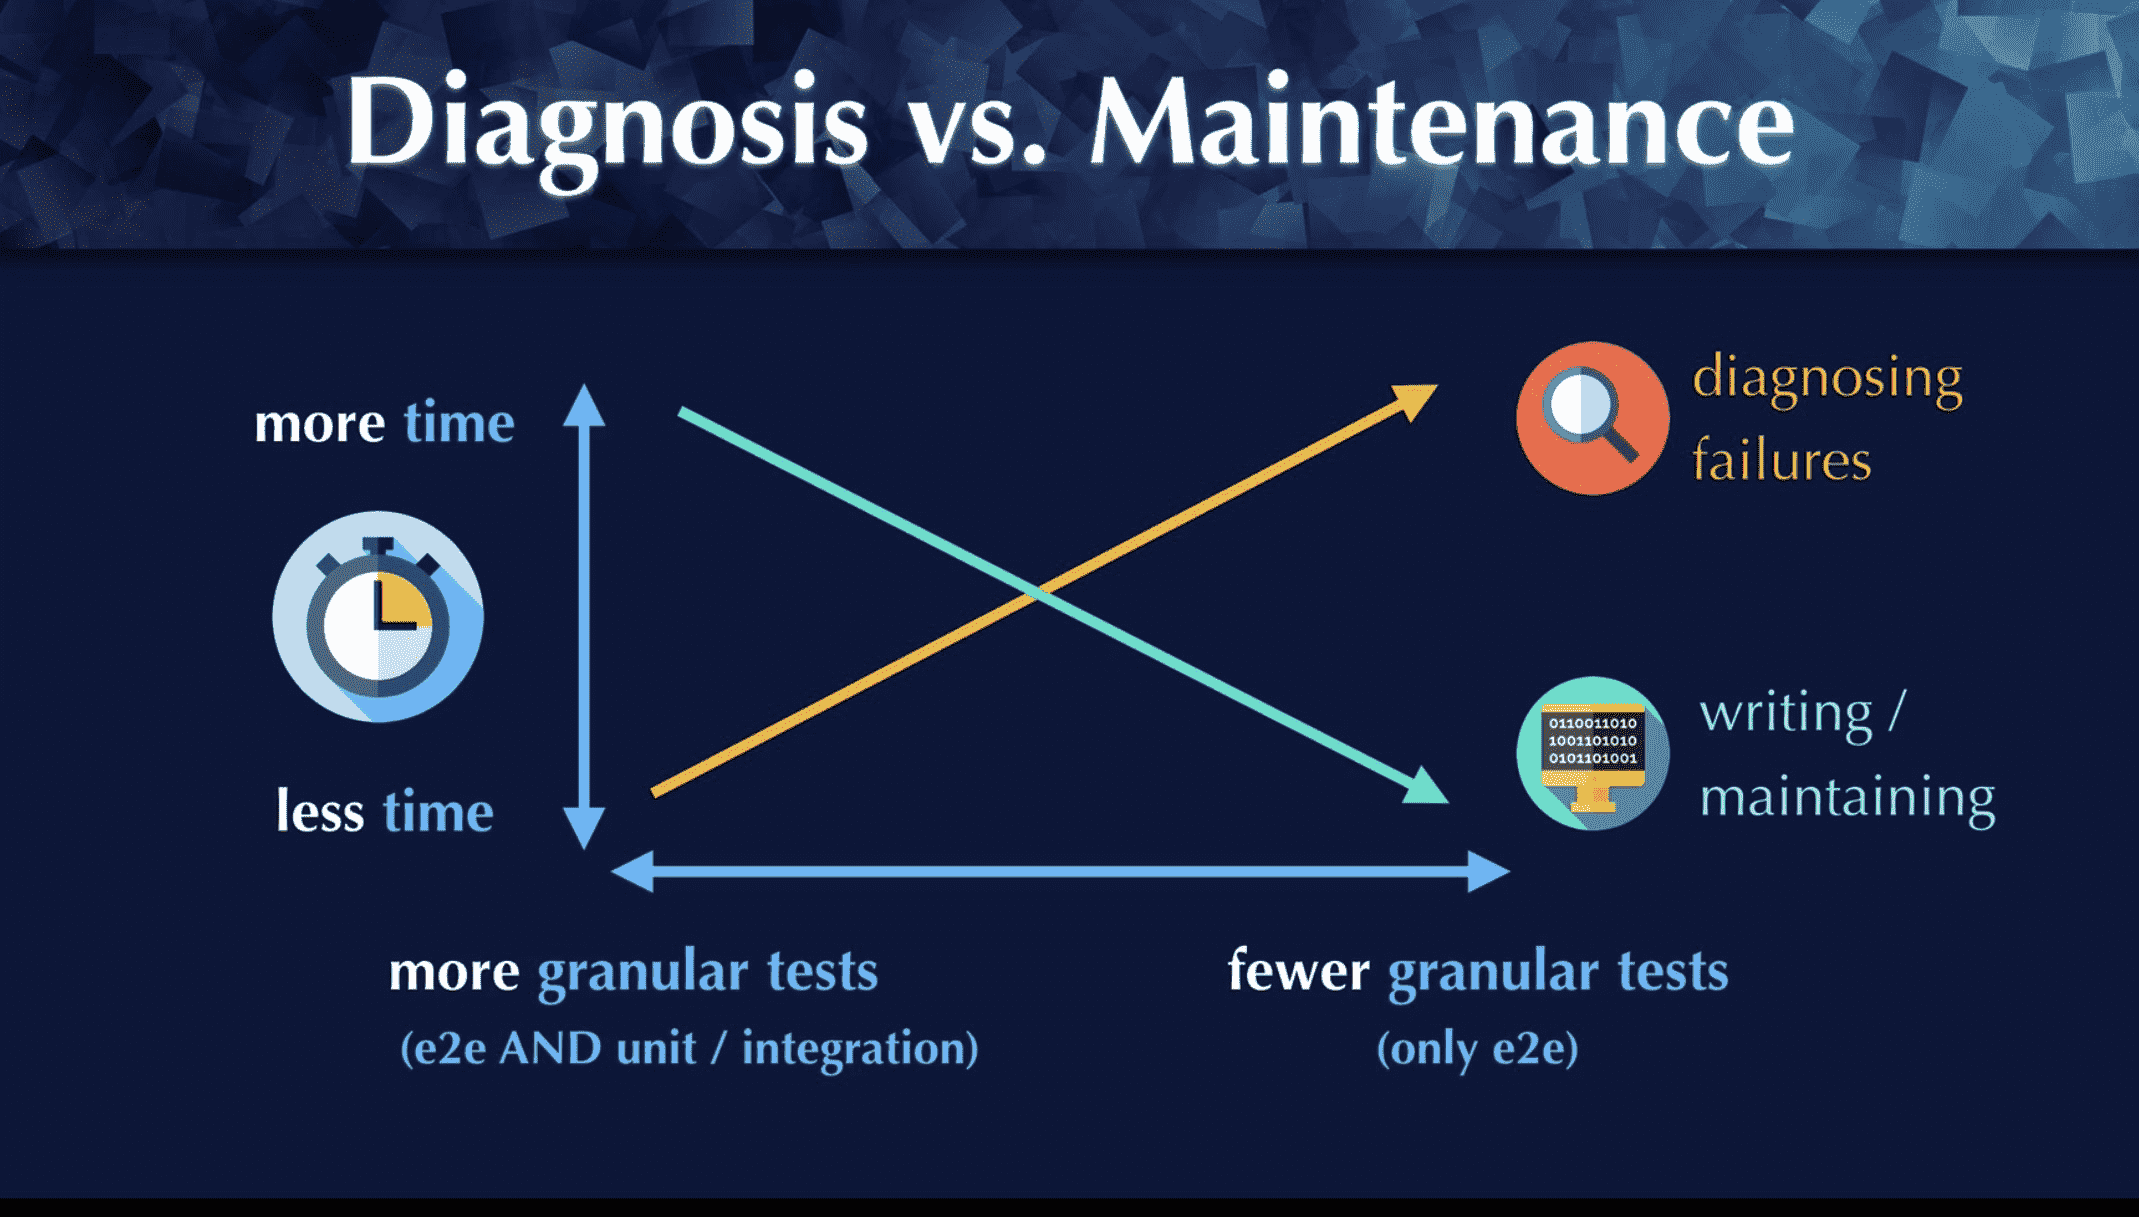 Diagnosis vs. Maintenance
more time
less time
diagnosing
failures
0110011010
1001101010
0101101001
writing /
maintaining
more granular tests
(e2e AND unit / integration)
fewer granular tests
(only e2e)